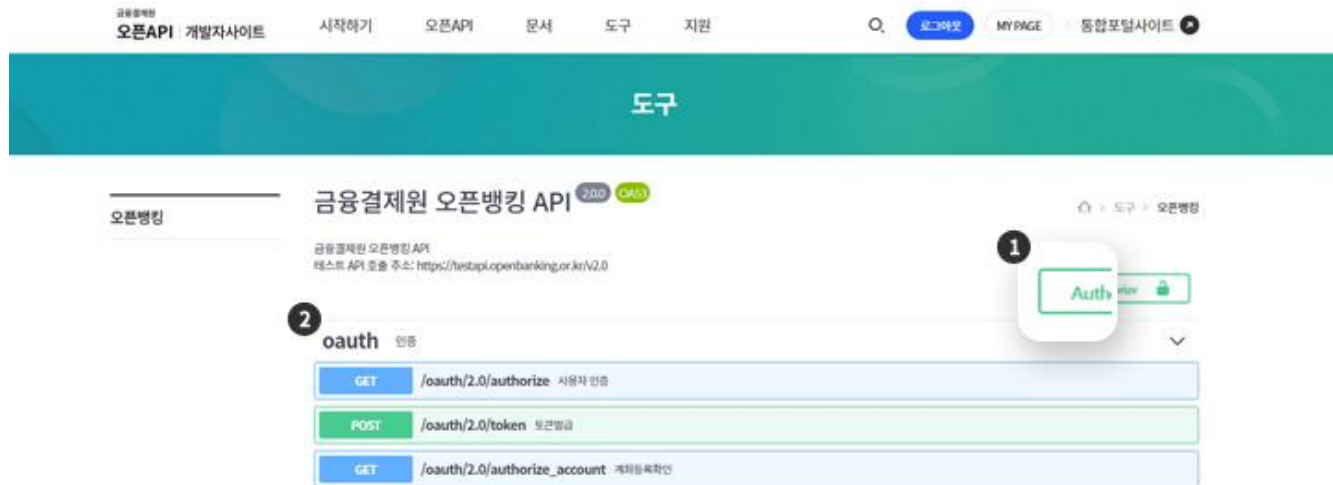 금융결제원
오픈API 개발자사이트
시작하기
오픈API
문서
도구
지원
로그아웃
MY PAGE
통합포털사이트
도구
오픈뱅킹
금융결제원 오픈뱅킹 API 2.0.0 OAS3
도구 > 오픈뱅킹
금융결제원 오픈뱅킹 API
테스트 API 호출 주소: https://testapi.openbanking.or.kr/v2.0
1
Authorize
2
oauth 인증
GET /oauth/2.0/authorize 사용자 인증
POST /oauth/2.0/token 토큰발급
GET /oauth/2.0/authorize_account 계좌등록확인